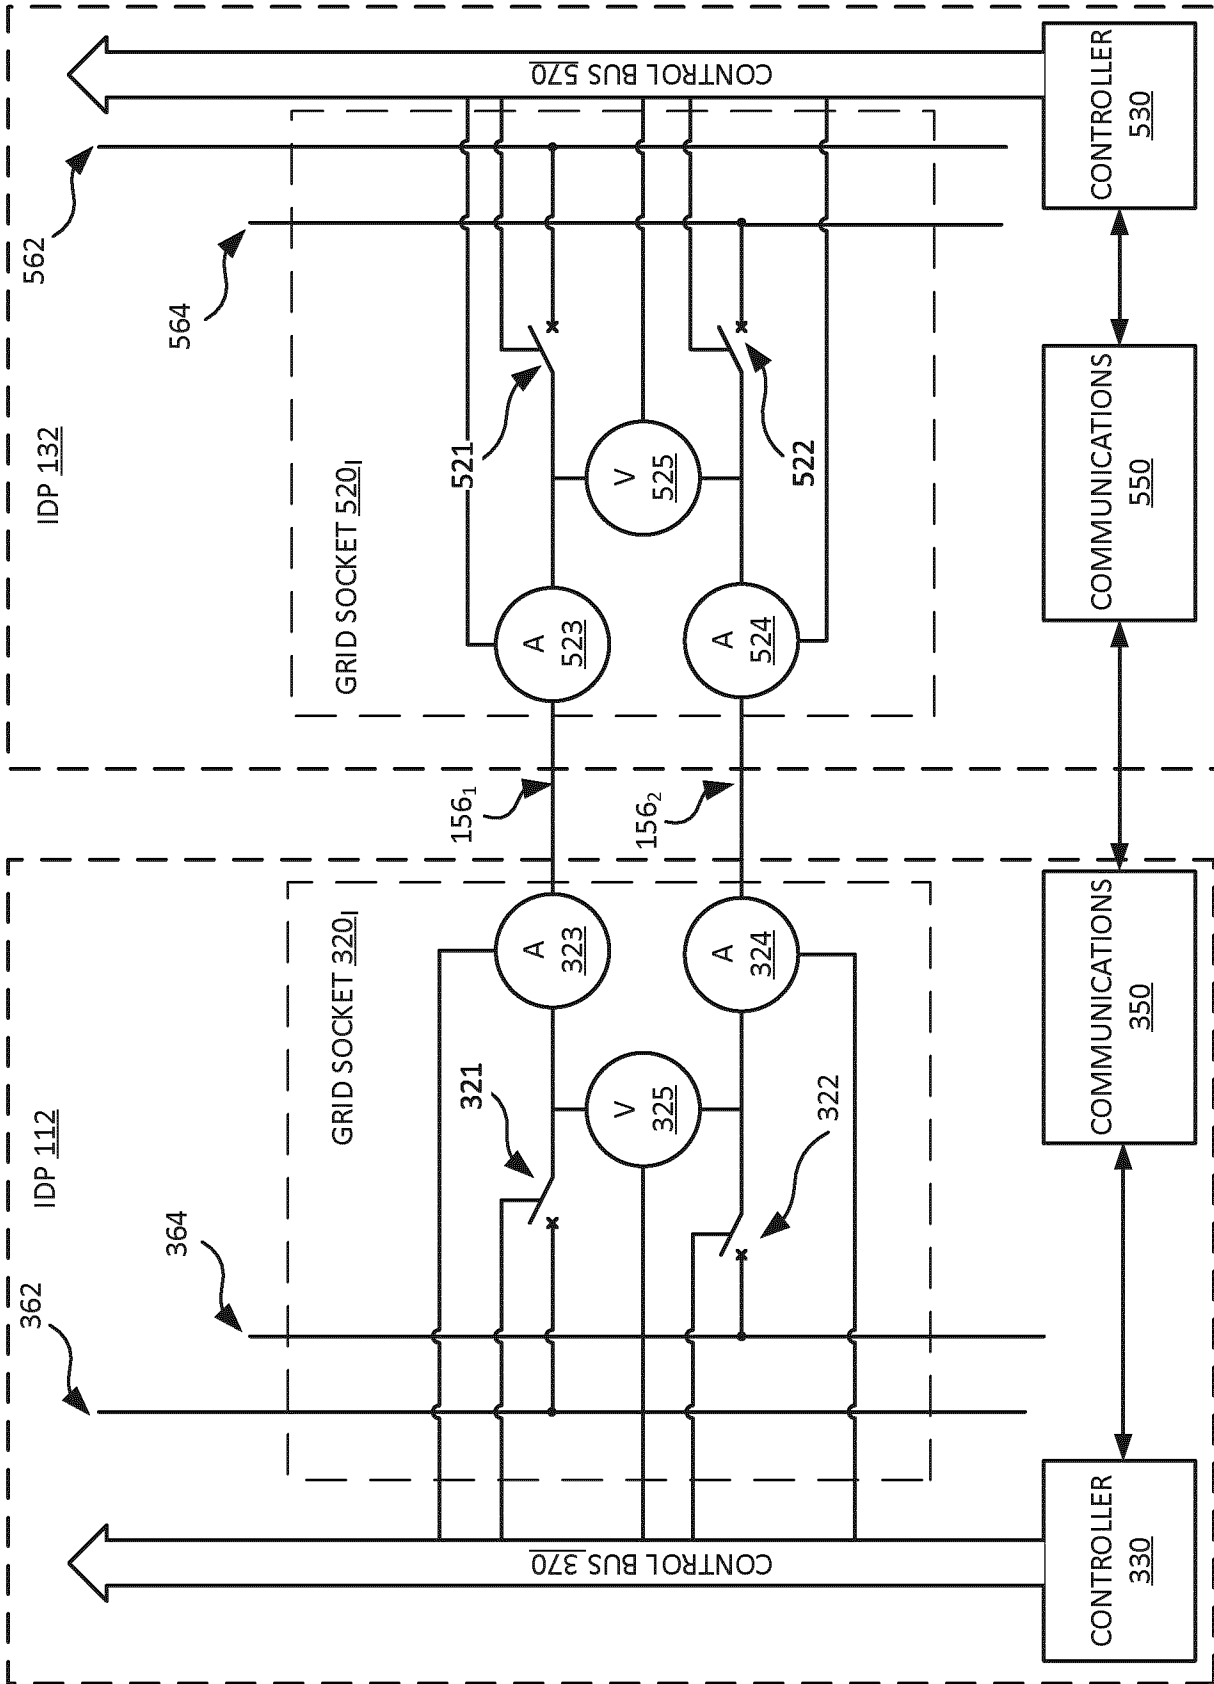 IDP 112
IDP 132
362
364
562
564
GRID SOCKET 320I
GRID SOCKET 520I
CONTROL BUS 370
CONTROL BUS 570
321
322
A
323
A
324
V
325
156₁
156₂
A
523
A
524
V
525
521
522
CONTROLLER
330
COMMUNICATIONS
350
COMMUNICATIONS
550
CONTROLLER
530